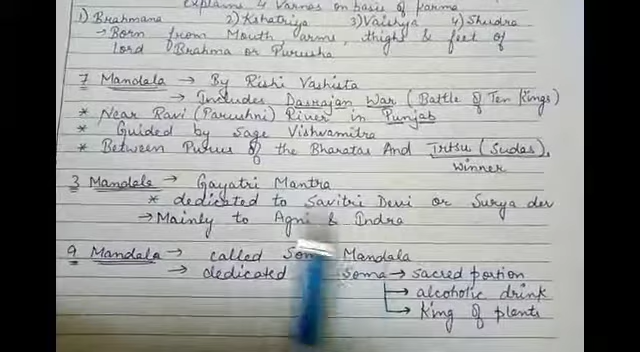 explains 4 Varnas on basis of karma
1) Brahmana 2) Kshatriya 3) Vaishya 4) Shudra
→ Born from Mouth, arms, thighs & feet of
Lord Brahma or Purusha
7 Mandala → By Rishi Vashista
→ Includes Dasrajan War (Battle of Ten Kings)
* Near Ravi (Parushni) River in Punjab
* Guided by Sage Vishvamitra
* Between Purus of the Bharatas And Trtsu (Sudas),
winner
3 Mandala → Gayatri Mantra
* dedicated to Savitri Devi or Surya dev
→ Mainly to Agni & Indra
9 Mandala → called Soma Mandala
→ dedicated Soma → sacred portion
→ alcoholic drink
→ King of plants